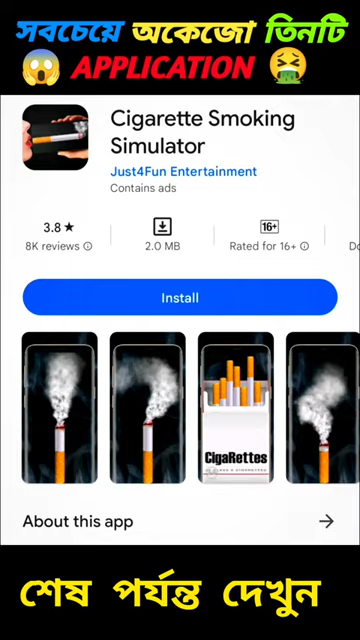 সবচেয়ে অকেজো তিনটি
APPLICATION
Cigarette Smoking
Simulator
Just4Fun Entertainment
Contains ads
3.8★
8K reviews
2.0 MB
16+
Rated for 16+
Do
Install
CigaRettes
About this app
শেষ পর্যন্ত দেখুন